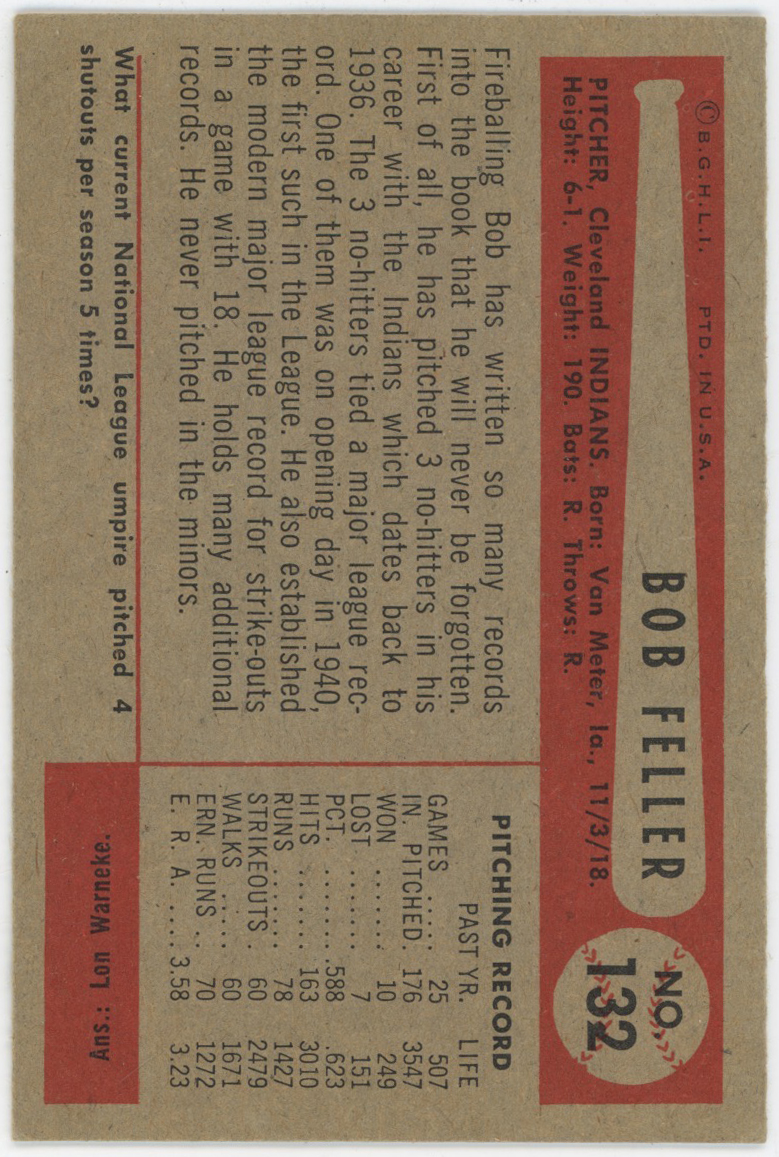 © B.G.H.L.I. PTD. IN U.S.A.
BOB FELLER
NO.
132
PITCHER, Cleveland INDIANS. Born: Van Meter, Ia., 11/3/18.
Height: 6-1. Weight: 190. Bats: R. Throws: R.
Fireballing Bob has written so many records
into the book that he will never be forgotten.
First of all, he has pitched 3 no-hitters in his
career with the Indians which dates back to
1936. The 3 no-hitters tied a major league rec-
ord. One of them was on opening day in 1940,
the first such in the League. He also established
the modern major league record for strike-outs
in a game with 18. He holds many additional
records. He never pitched in the minors.
PITCHING RECORD
PAST YR. LIFE
GAMES ..... 25 507
IN. PITCHED. 176 3547
WON ....... 10 249
LOST ....... 7 151
PCT. ....... .588 .623
HITS ....... 163 3010
RUNS ....... 78 1427
STRIKEOUTS . 60 2479
WALKS ..... 60 1671
ERN. RUNS .. 70 1272
E. R. A. ..... 3.58 3.23
What current National League umpire pitched 4
shutouts per season 5 times?
Ans.: Lon Warneke.